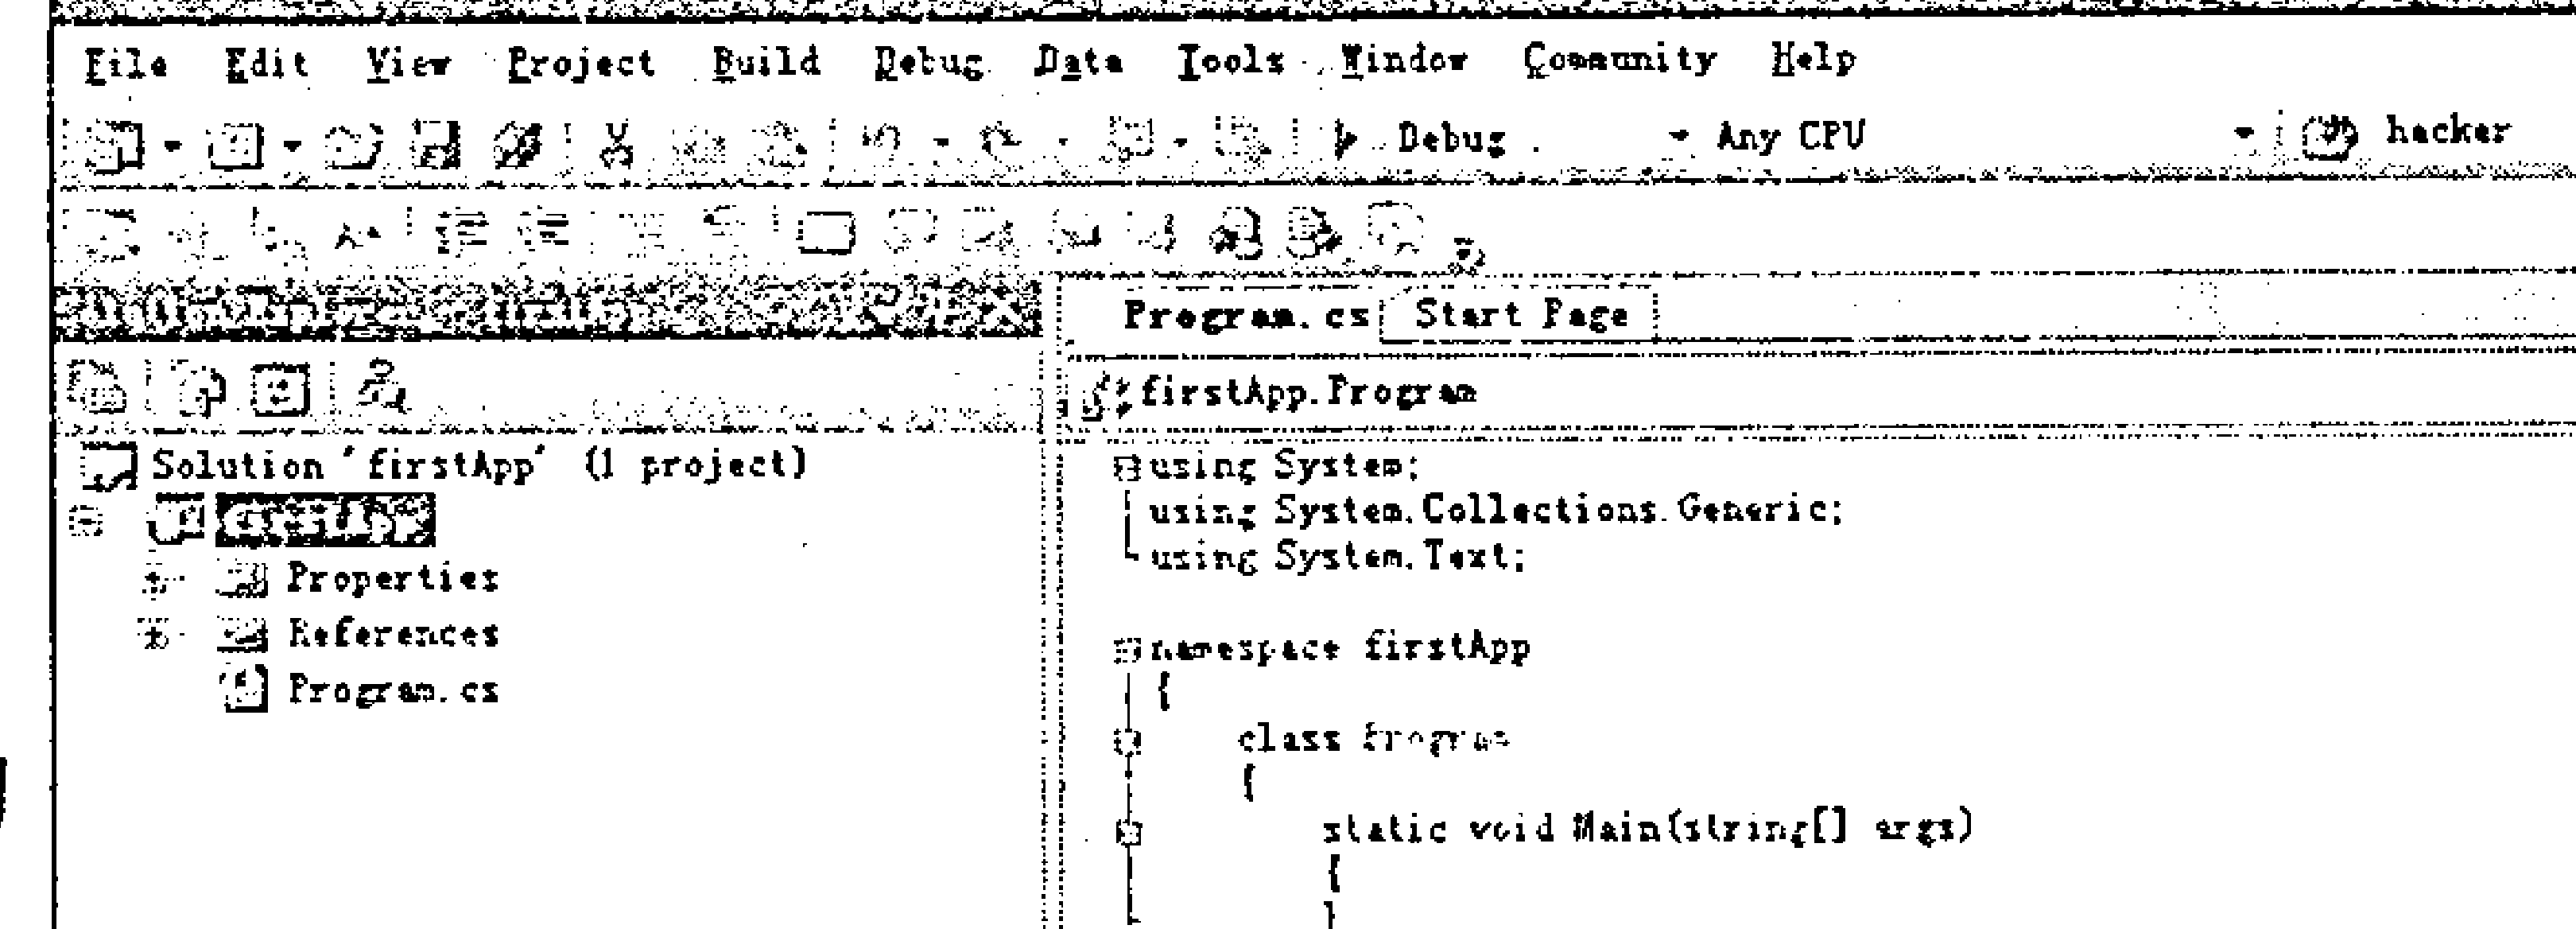 File Edit View Project Build Debug Data Tools Window Community Help
Debug Any CPU hacker
Program.cs Start Page
firstApp.Program
Solution 'firstApp' (1 project)
firstApp
Properties
References
Program.cs
using System;
using System.Collections.Generic;
using System.Text;
namespace firstApp
{
class Program
{
static void Main(string[] args)
{
}